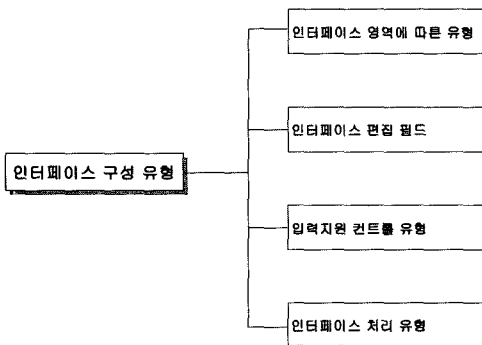 인터페이스 영역에 따른 유형
인터페이스 편집 필드
인터페이스 구성 유형
입력지원 컨트롤 유형
인터페이스 처리 유형